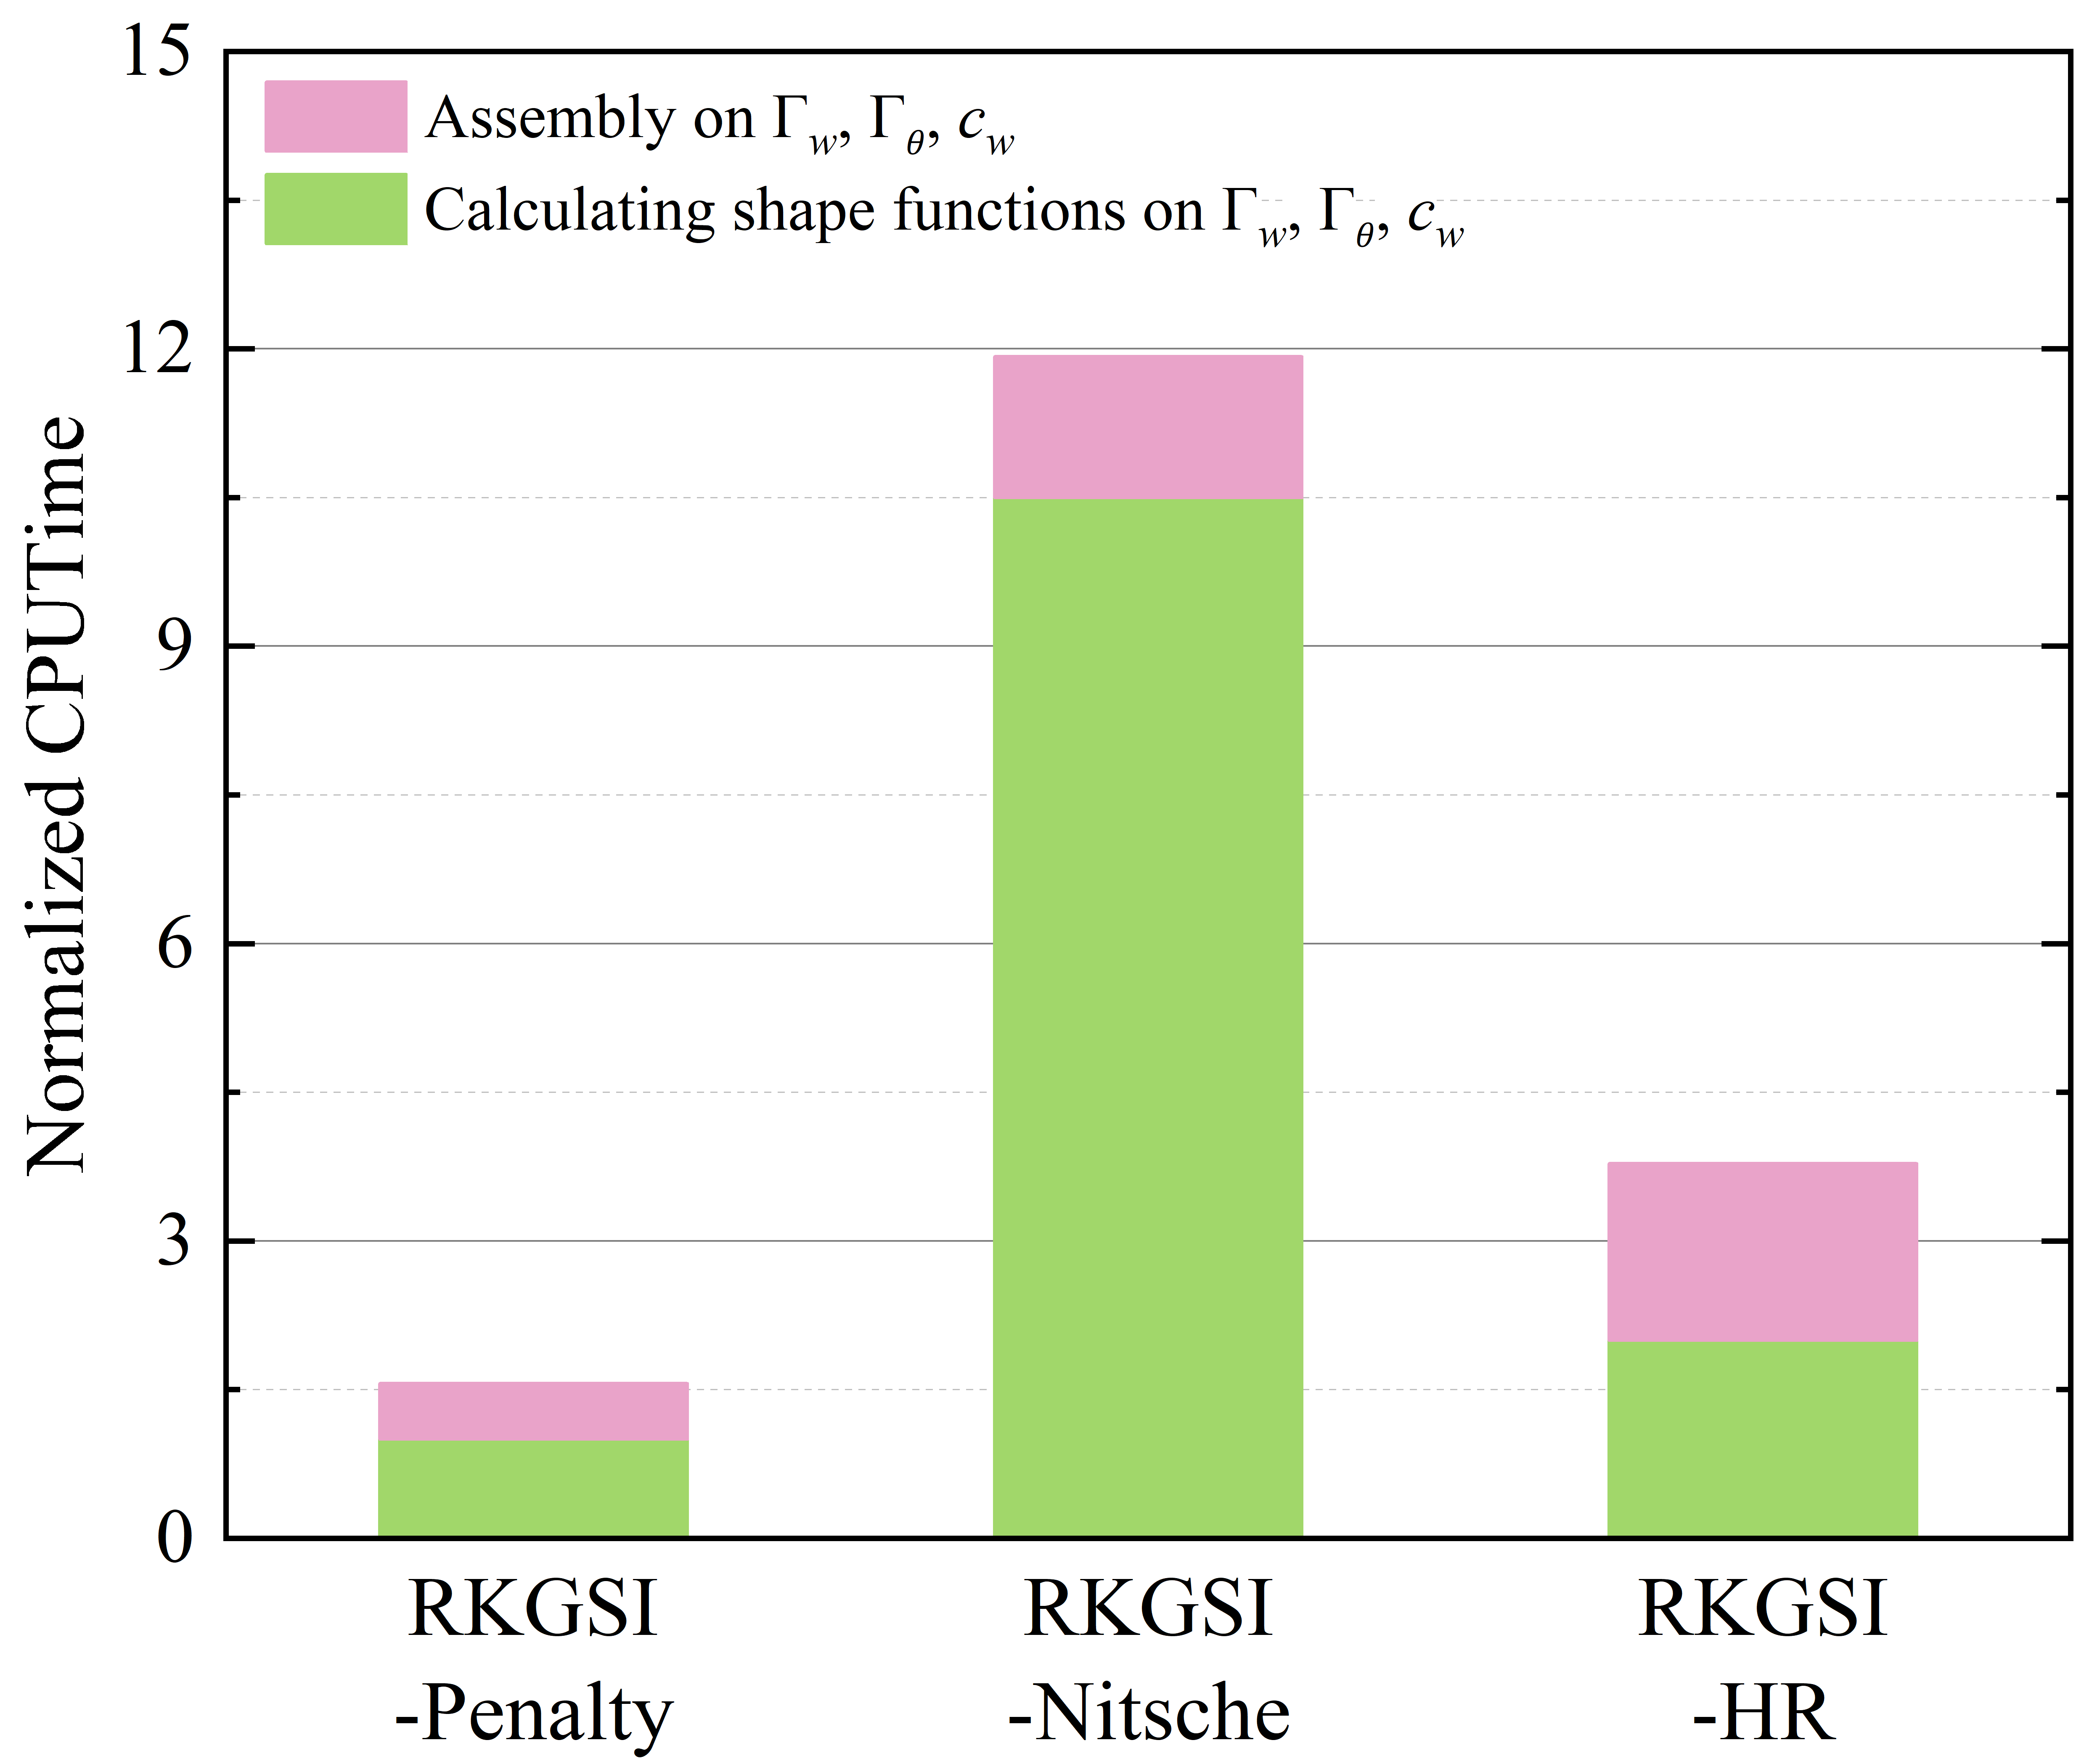 15
Assembly on Γw, Γθ, cw
Calculating shape functions on Γw, Γθ, cw
12
9
6
3
0
Normalized CPUTime
RKGSI
-Penalty
RKGSI
-Nitsche
RKGSI
-HR